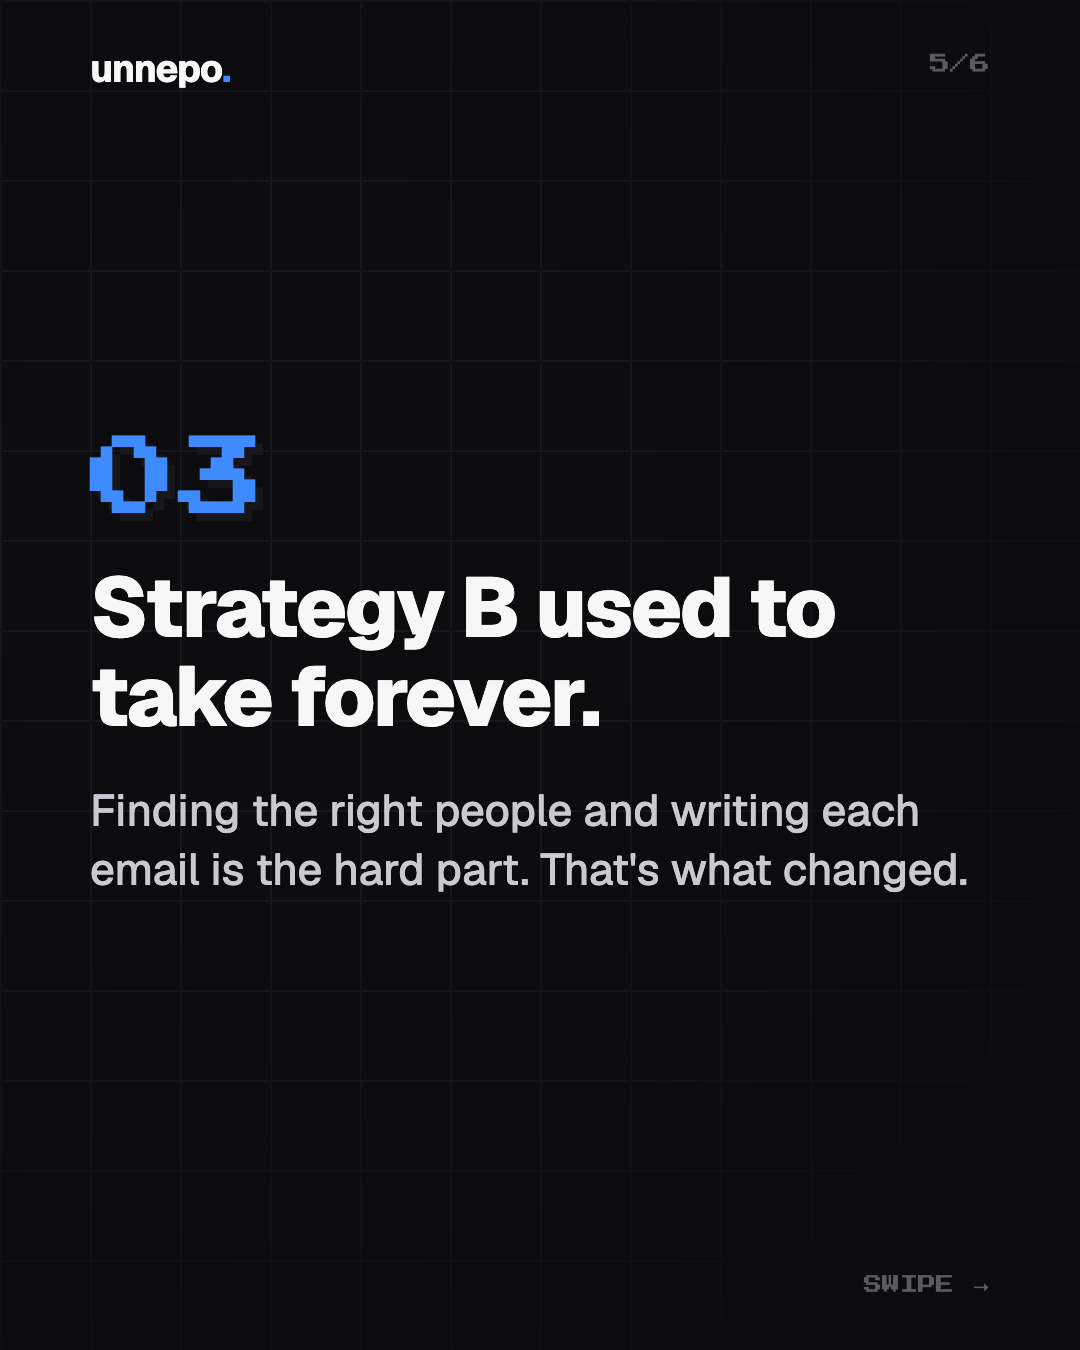 unnepo.
5/6
03
Strategy B used to
take forever.
Finding the right people and writing each
email is the hard part. That's what changed.
SWIPE →